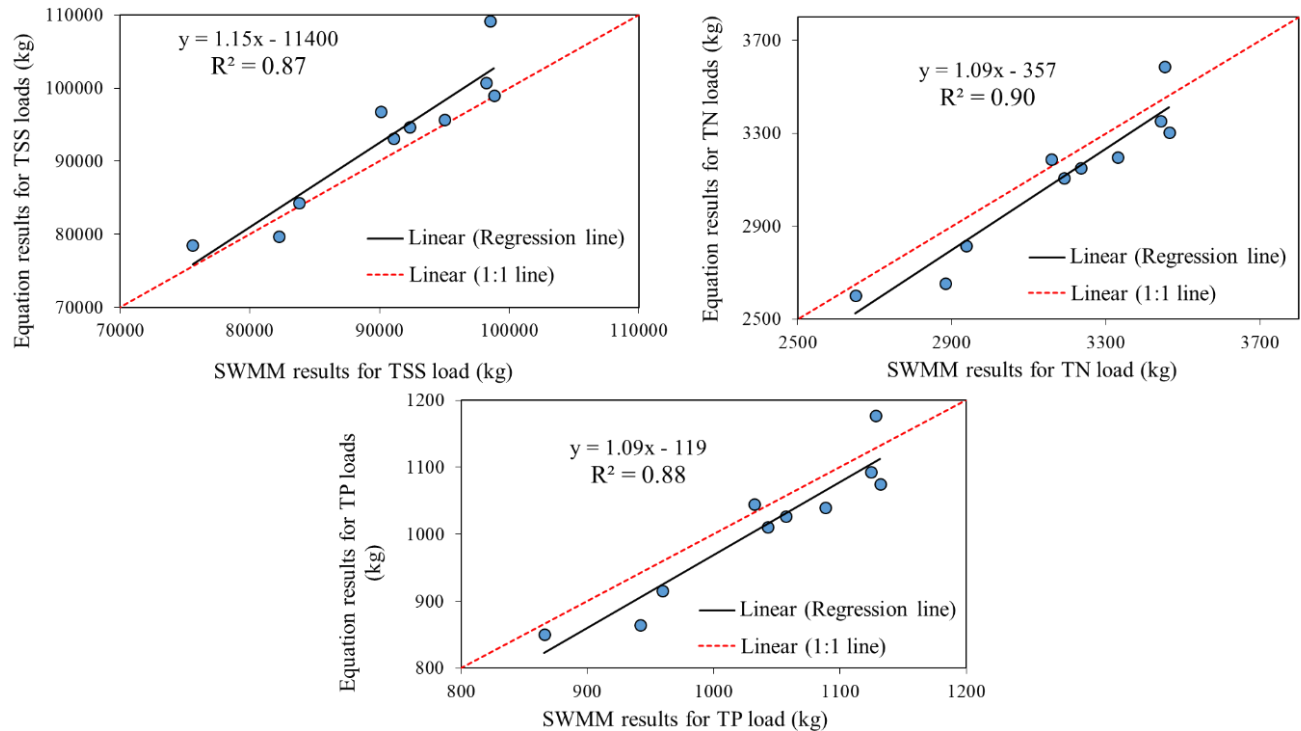 Equation results for TSS loads (kg)
110000
100000
90000
80000
70000
y = 1.15x - 11400
R² = 0.87
Linear (Regression line)
Linear (1:1 line)
70000 80000 90000 100000 110000
SWMM results for TSS load (kg)
Equation results for TN loads (kg)
3700
3300
2900
2500
y = 1.09x - 357
R² = 0.90
Linear (Regression line)
Linear (1:1 line)
2500 2900 3300 3700
SWMM results for TN load (kg)
Equation results for TP loads
(kg)
1200
1100
1000
900
800
y = 1.09x - 119
R² = 0.88
Linear (Regression line)
Linear (1:1 line)
800 900 1000 1100 1200
SWMM results for TP load (kg)